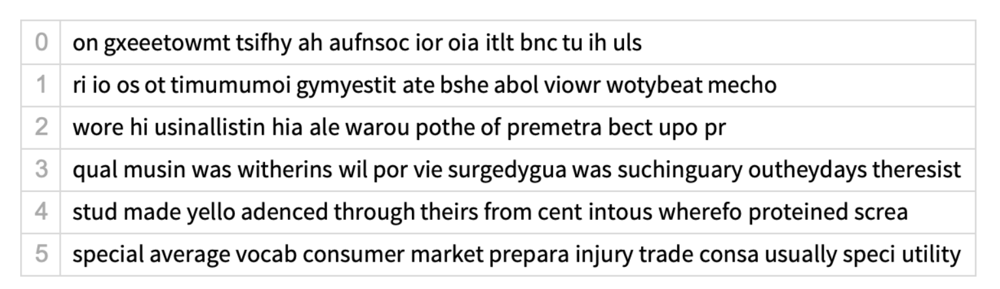 0 on gxeeetowmt tsifhy ah aufnsoc ior oia itlt bnc tu ih uls
1 ri io os ot timumumoi gymyestit ate bshe abol viowr wotybeat mecho
2 wore hi usinallistin hia ale warou pothe of premetra bect upo pr
3 qual musin was witherins wil por vie surgedygua was suchinguary outheydays theresist
4 stud made yello adenced through theirs from cent intous wherefo proteined screa
5 special average vocab consumer market prepara injury trade consa usually speci utility